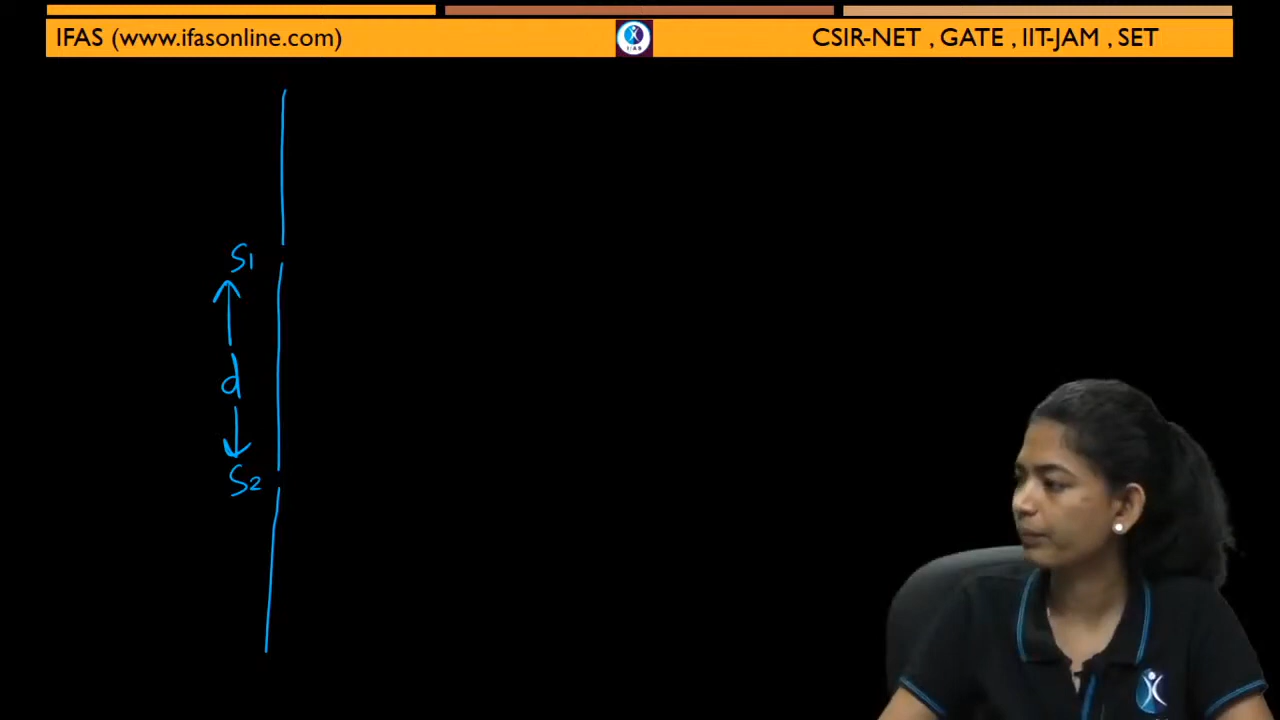 IFAS (www.ifasonline.com)
CSIR-NET , GATE , IIT-JAM , SET
S1
d
S2